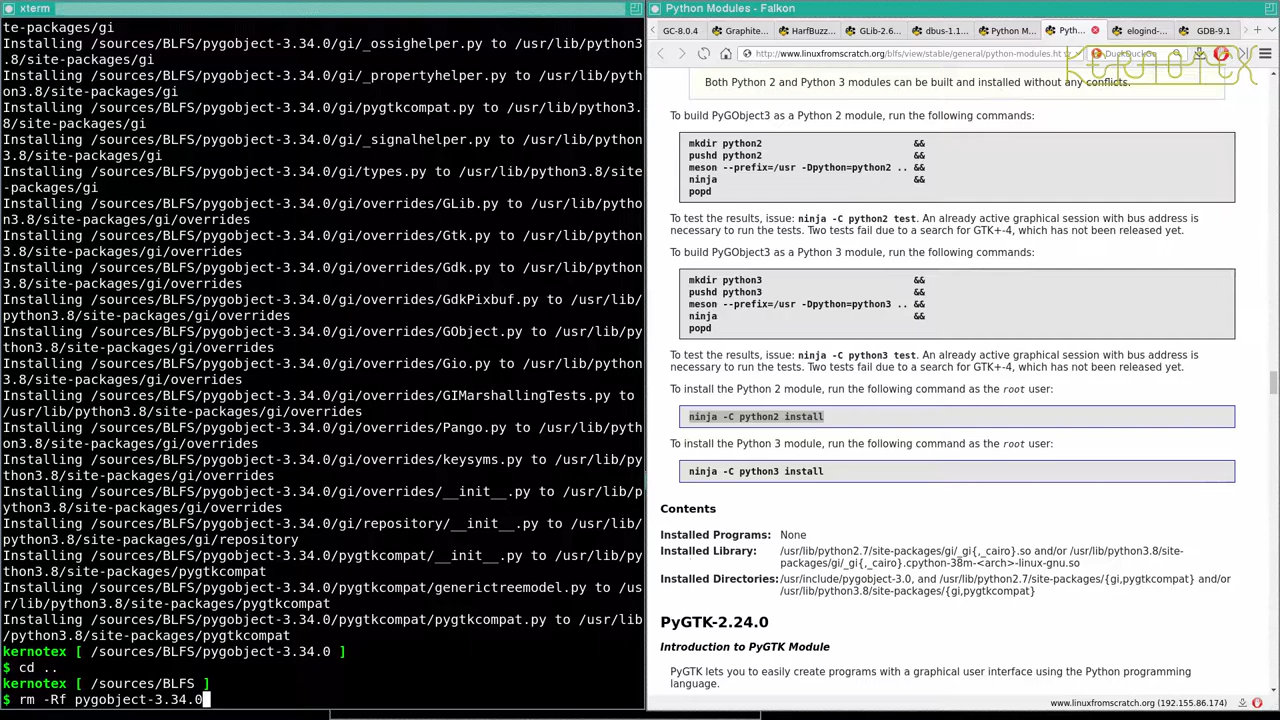 xterm
te-packages/gi
Installing /sources/BLFS/pygobject-3.34.0/gi/_ossighelper.py to /usr/lib/python3
.8/site-packages/gi
Installing /sources/BLFS/pygobject-3.34.0/gi/_propertyhelper.py to /usr/lib/pyth
on3.8/site-packages/gi
Installing /sources/BLFS/pygobject-3.34.0/gi/pygtkcompat.py to /usr/lib/python3.
8/site-packages/gi
Installing /sources/BLFS/pygobject-3.34.0/gi/_signalhelper.py to /usr/lib/python
3.8/site-packages/gi
Installing /sources/BLFS/pygobject-3.34.0/gi/types.py to /usr/lib/python3.8/site
-packages/gi
Installing /sources/BLFS/pygobject-3.34.0/gi/overrides/GLib.py to /usr/lib/pytho
n3.8/site-packages/gi/overrides
Installing /sources/BLFS/pygobject-3.34.0/gi/overrides/Gtk.py to /usr/lib/python
3.8/site-packages/gi/overrides
Installing /sources/BLFS/pygobject-3.34.0/gi/overrides/Gdk.py to /usr/lib/python
3.8/site-packages/gi/overrides
Installing /sources/BLFS/pygobject-3.34.0/gi/overrides/GdkPixbuf.py to /usr/lib/
python3.8/site-packages/gi/overrides
Installing /sources/BLFS/pygobject-3.34.0/gi/overrides/GObject.py to /usr/lib/py
thon3.8/site-packages/gi/overrides
Installing /sources/BLFS/pygobject-3.34.0/gi/overrides/Gio.py to /usr/lib/python
3.8/site-packages/gi/overrides
Installing /sources/BLFS/pygobject-3.34.0/gi/overrides/GIMarshallingTests.py to
/usr/lib/python3.8/site-packages/gi/overrides
Installing /sources/BLFS/pygobject-3.34.0/gi/overrides/Pango.py to /usr/lib/pyth
on3.8/site-packages/gi/overrides
Installing /sources/BLFS/pygobject-3.34.0/gi/overrides/keysyms.py to /usr/lib/py
thon3.8/site-packages/gi/overrides
Installing /sources/BLFS/pygobject-3.34.0/gi/overrides/__init__.py to /usr/lib/p
ython3.8/site-packages/gi/overrides
Installing /sources/BLFS/pygobject-3.34.0/gi/repository/__init__.py to /usr/lib/
python3.8/site-packages/gi/repository
Installing /sources/BLFS/pygobject-3.34.0/pygtkcompat/__init__.py to /usr/lib/py
thon3.8/site-packages/pygtkcompat
Installing /sources/BLFS/pygobject-3.34.0/pygtkcompat/generictreemodel.py to /us
r/lib/python3.8/site-packages/pygtkcompat
Installing /sources/BLFS/pygobject-3.34.0/pygtkcompat/pygtkcompat.py to /usr/lib
/python3.8/site-packages/pygtkcompat
kernotex [ /sources/BLFS/pygobject-3.34.0 ]
$ cd ..
kernotex [ /sources/BLFS ]
$ rm -Rf pygobject-3.34.0
Python Modules - Falkon
GC-8.0.4 Graphite... HarfBuzz... GLib-2.6... dbus-1.1... Python M... Pyth... elogind-... GDB-9.1
http://www.linuxfromscratch.org/blfs/view/stable/general/python-modules.ht DuckDuckGo
KERNOTEX
Both Python 2 and Python 3 modules can be built and installed without any conflicts.
To build PyGObject3 as a Python 2 module, run the following commands:
mkdir python2 &&
pushd python2 &&
meson --prefix=/usr -Dpython=python2 .. &&
ninja &&
popd
To test the results, issue: ninja -C python2 test. An already active graphical session with bus address is
necessary to run the tests. Two tests fail due to a search for GTK+-4, which has not been released yet.
To build PyGObject3 as a Python 3 module, run the following commands:
mkdir python3 &&
pushd python3 &&
meson --prefix=/usr -Dpython=python3 .. &&
ninja &&
popd
To test the results, issue: ninja -C python3 test. An already active graphical session with bus address is
necessary to run the tests. Two tests fail due to a search for GTK+-4, which has not been released yet.
To install the Python 2 module, run the following command as the root user:
ninja -C python2 install
To install the Python 3 module, run the following command as the root user:
ninja -C python3 install
Contents
Installed Programs: None
Installed Library: /usr/lib/python2.7/site-packages/gi/_gi{,_cairo}.so and/or /usr/lib/python3.8/site-
packages/gi/_gi{,_cairo}.cpython-38m-<arch>-linux-gnu.so
Installed Directories: /usr/include/pygobject-3.0, and /usr/lib/python2.7/site-packages/{gi,pygtkcompat} and/or
/usr/lib/python3.8/site-packages/{gi,pygtkcompat}
PyGTK-2.24.0
Introduction to PyGTK Module
PyGTK lets you to easily create programs with a graphical user interface using the Python programming
language.
www.linuxfromscratch.org (192.155.86.174)